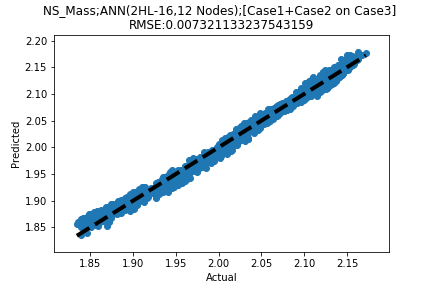 NS_Mass;ANN(2HL-16,12 Nodes);[Case1+Case2 on Case3]
RMSE:0.007321133237543159
2.20
2.15
2.10
2.05
2.00
1.95
1.90
1.85
Predicted
1.85 1.90 1.95 2.00 2.05 2.10 2.15
Actual